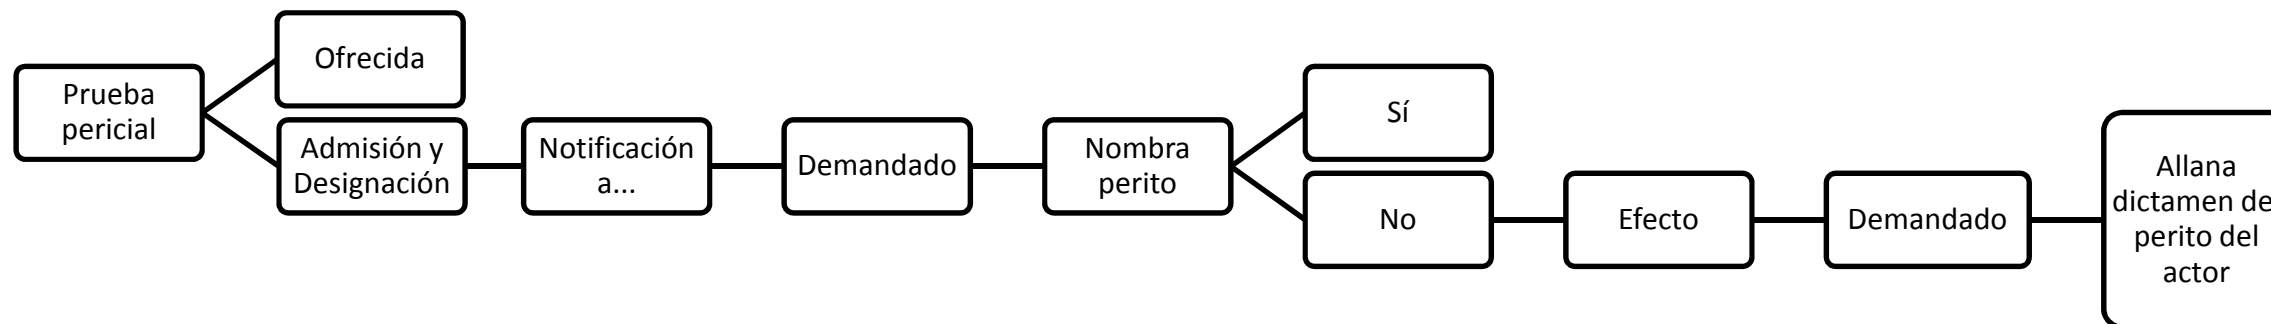 Prueba
pericial
Ofrecida
Admisión y
Designación
Notificación
a...
Demandado
Nombra
perito
Sí
No
Efecto
Demandado
Allana
dictamen de
perito del
actor